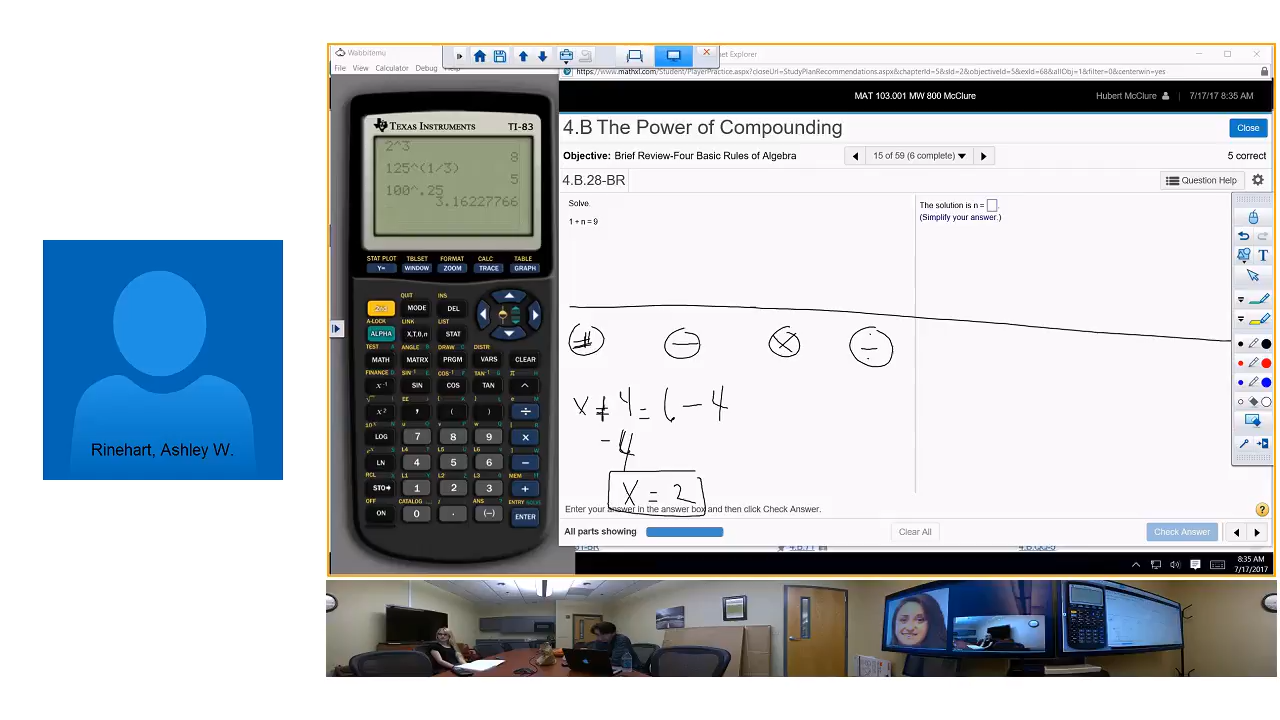 Wabbitemu
File View Calculator Debug
net Explorer
https://www.mathxl.com/Student/PlayerPractice.aspx?closeUrl=StudyPlanRecommendations.aspx&chapterId=5&sId=2&objectiveId=5&exId=68&allObj=1&filter=0&centerwin=yes
MAT 103.001 MW 800 McClure
Hubert McClure
7/17/17 8:35 AM
4.B The Power of Compounding
Close
Objective: Brief Review-Four Basic Rules of Algebra
15 of 59 (6 complete)
5 correct
4.B.28-BR
Question Help
Solve.
1 + n = 9
The solution is n =
(Simplify your answer.)
+ − × ÷
x + 4 = 6 − 4
- 4
x = 2
Enter your answer in the answer box and then click Check Answer.
All parts showing
Clear All
Check Answer
8:35 AM
7/17/2017
TEXAS INSTRUMENTS TI-83
2^3
8
125^(1/3)
5
100^.25
3.16227766
STAT PLOT TBLSET FORMAT CALC TABLE
Y= WINDOW ZOOM TRACE GRAPH
QUIT INS
2nd MODE DEL
A-LOCK LINK LIST
ALPHA X,T,θ,n STAT
TEST A ANGLE B DRAW C DISTR
MATH MATRX PRGM VARS CLEAR
FINANCE D SIN⁻¹ E COS⁻¹ F TAN⁻¹ G π H
x⁻¹ SIN COS TAN ^
x² , ( ) ÷
LOG 7 8 9 ×
LN 4 5 6 −
RCL
STO 1 2 3 +
OFF CATALOG ANS ENTRY
ON 0 . (−) ENTER
Rinehart, Ashley W.